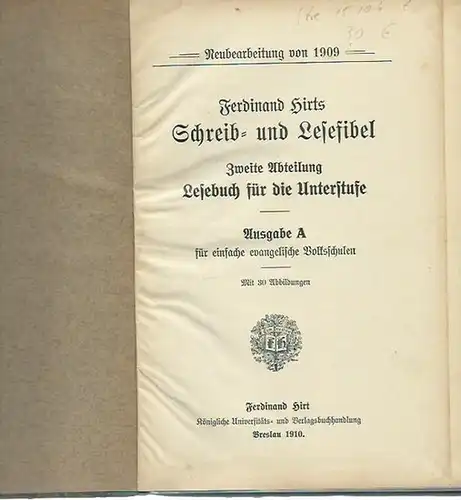 Neubearbeitung von 1909
Ferdinand Hirts
Schreib- und Lesefibel
Zweite Abteilung
Lesebuch für die Unterstufe
Ausgabe A
für einfache evangelische Volksschulen
Mit 30 Abbildungen
Ferdinand Hirt
Königliche Universitäts- und Verlagsbuchhandlung
Breslau 1910.